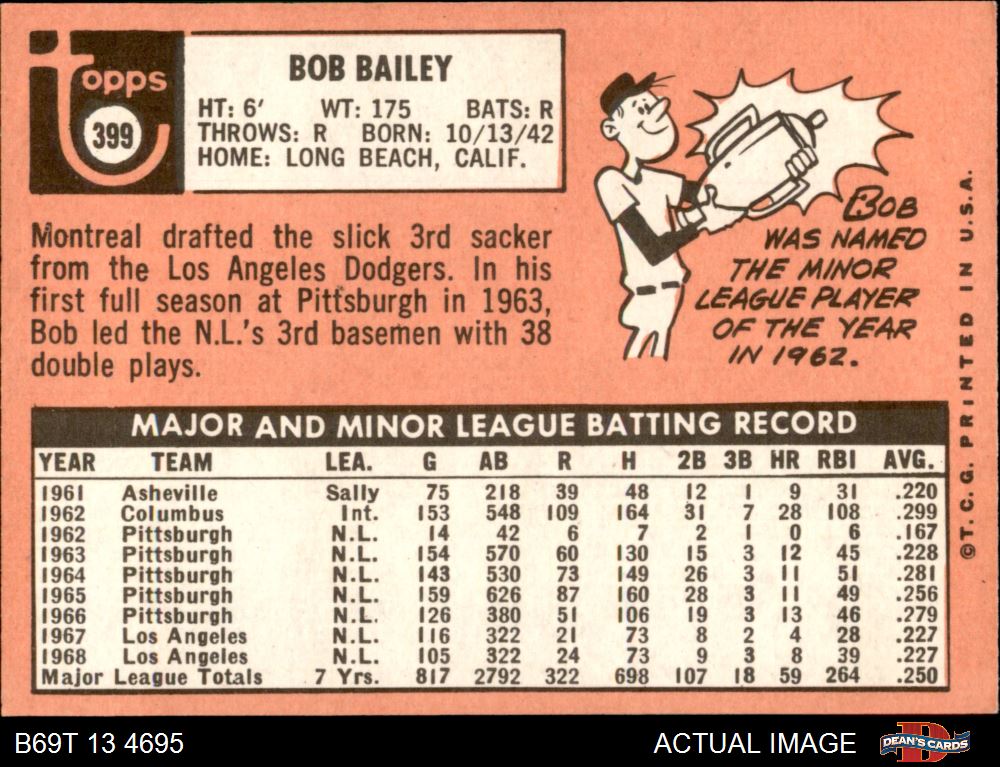 Topps
399
BOB BAILEY
HT: 6' WT: 175 BATS: R
THROWS: R BORN: 10/13/42
HOME: LONG BEACH, CALIF.
Montreal drafted the slick 3rd sacker
from the Los Angeles Dodgers. In his
first full season at Pittsburgh in 1963,
Bob led the N.L.'s 3rd basemen with 38
double plays.
BOB
WAS NAMED
THE MINOR
LEAGUE PLAYER
OF THE YEAR
IN 1962.
©T.C.G. PRINTED IN U.S.A.
MAJOR AND MINOR LEAGUE BATTING RECORD
YEAR TEAM LEA. G AB R H 2B 3B HR RBI AVG.
1961 Asheville Sally 75 218 39 48 12 1 9 31 .220
1962 Columbus Int. 153 548 109 164 31 7 28 108 .299
1962 Pittsburgh N.L. 14 42 6 7 2 1 0 6 .167
1963 Pittsburgh N.L. 154 570 60 130 15 3 12 45 .228
1964 Pittsburgh N.L. 143 530 73 149 26 3 11 51 .281
1965 Pittsburgh N.L. 159 626 87 160 28 3 11 49 .256
1966 Pittsburgh N.L. 126 380 51 106 19 3 13 46 .279
1967 Los Angeles N.L. 116 322 21 73 8 2 4 28 .227
1968 Los Angeles N.L. 105 322 24 73 9 3 8 39 .227
Major League Totals 7 Yrs. 817 2792 322 698 107 18 59 264 .250
B69T 13 4695
ACTUAL IMAGE
D
DEAN'S CARDS